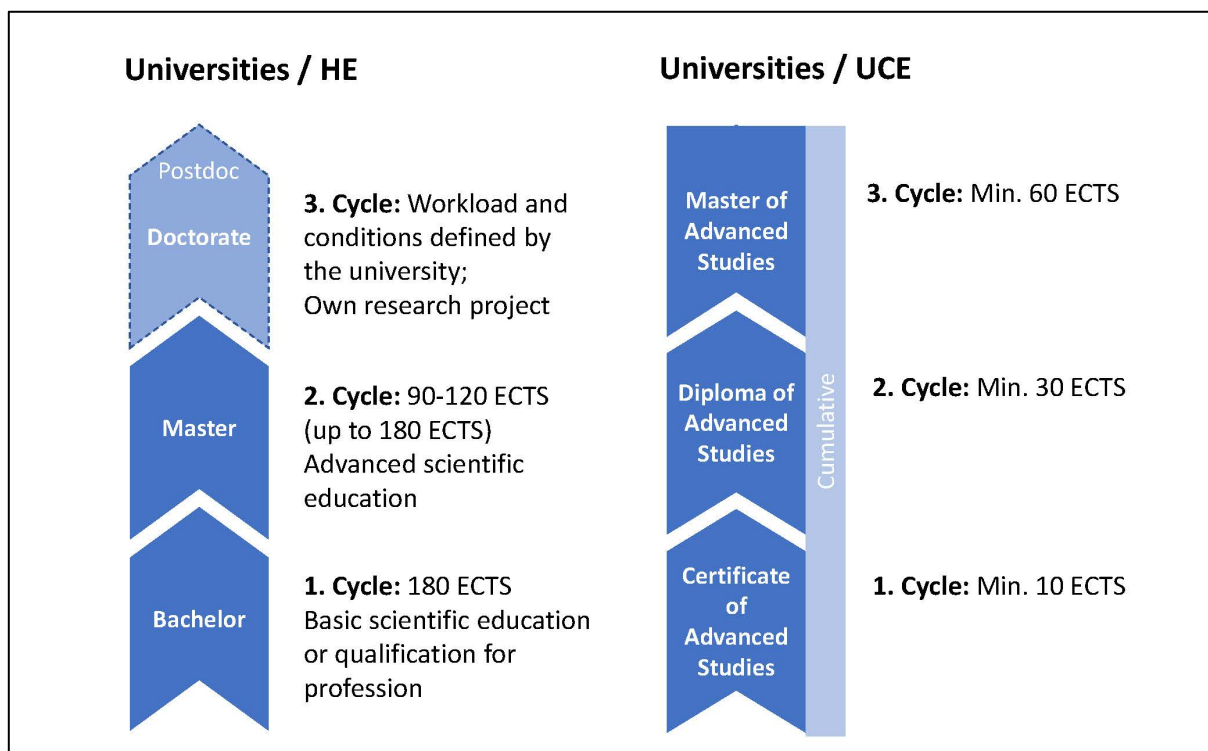 Universities / HE
Postdoc
Doctorate
3. Cycle: Workload and
conditions defined by
the university;
Own research project
Master
2. Cycle: 90-120 ECTS
(up to 180 ECTS)
Advanced scientific
education
Bachelor
1. Cycle: 180 ECTS
Basic scientific education
or qualification for
profession
Universities / UCE
Master of
Advanced
Studies
3. Cycle: Min. 60 ECTS
Diploma of
Advanced
Studies
2. Cycle: Min. 30 ECTS
Certificate
of
Advanced
Studies
1. Cycle: Min. 10 ECTS
Cumulative